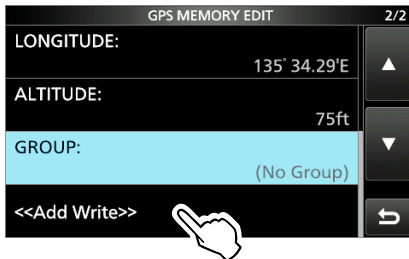 GPS MEMORY EDIT 2/2
LONGITUDE:
135° 34.29'E
ALTITUDE:
75ft
GROUP:
(No Group)
<<Add Write>>